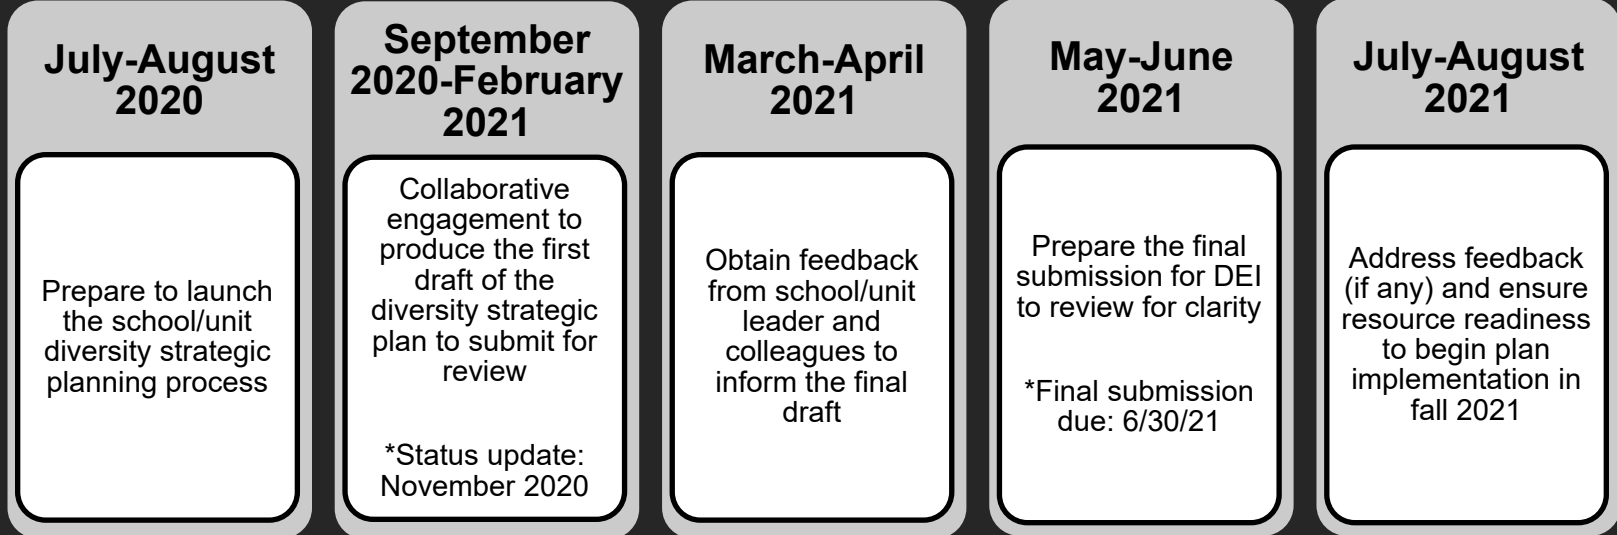 July-August
2020
Prepare to launch
the school/unit
diversity strategic
planning process
September
2020-February
2021
Collaborative
engagement to
produce the first
draft of the
diversity strategic
plan to submit for
review
*Status update:
November 2020
March-April
2021
Obtain feedback
from school/unit
leader and
colleagues to
inform the final
draft
May-June
2021
Prepare the final
submission for DEI
to review for clarity
*Final submission
due: 6/30/21
July-August
2021
Address feedback
(if any) and ensure
resource readiness
to begin plan
implementation in
fall 2021